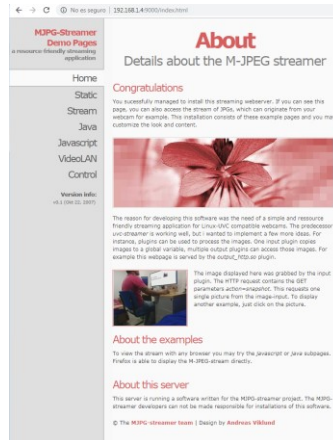 No es seguro | 192.168.1.4:9000/index.html
MJPG-Streamer
Demo Pages
a resource friendly streaming
application
Home
Static
Stream
Java
Javascript
VideoLAN
Control
Version info:
v0.1 (Okt 22, 2007)
About
Details about the M-JPEG streamer
Congratulations
You sucessfully managed to install this streaming webserver. If you can see this
page, you can also access the stream of JPGs, which can originate from your
webcam for example. This installation consists of these example pages and you may
customize the look and content.
The reason for developing this software was the need of a simple and ressource
friendly streaming application for Linux-UVC compatible webcams. The predecessor
uvc-streamer is working well, but i wanted to implement a few more ideas. For
instance, plugins can be used to process the images. One input plugin copies
images to a global variable, multiple output plugins can access those images. For
example this webpage is served by the output_http.so plugin.
The image displayed here was grabbed by the input
plugin. The HTTP request contains the GET
parameters action=snapshot. This requests one
single picture from the image-input. To display
another example, just click on the picture.
About the examples
To view the stream with any browser you may try the javascript or java subpages.
Firefox is able to display the M-JPEG-stream directly.
About this server
This server is running a software written for the MJPG-streamer project. The MJPG-
streamer developers can not be made responsible for installations of this software.
© The MJPG-streamer team | Design by Andreas Viklund